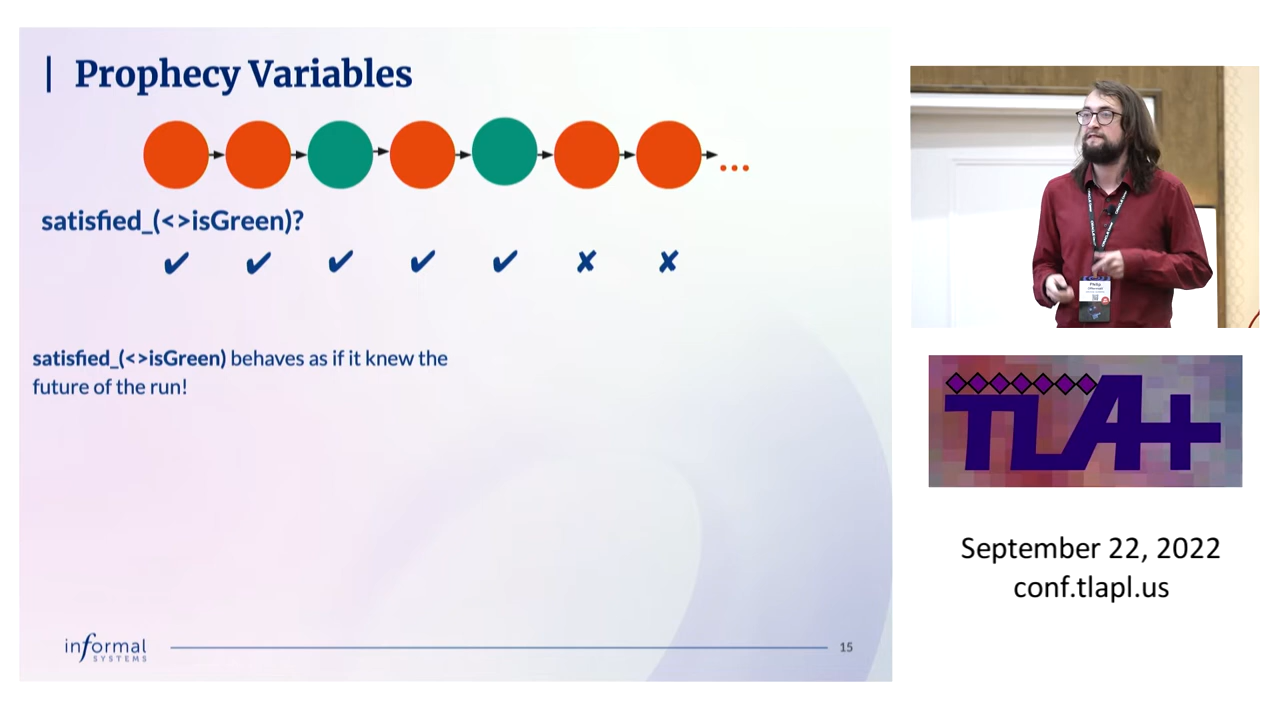 | Prophecy Variables
...
satisfied_(<>isGreen)?
✔ ✔ ✔ ✔ ✔ ✘ ✘
satisfied_(<>isGreen) behaves as if it knew the
future of the run!
informal
SYSTEMS
15
TLA+
September 22, 2022
conf.tlapl.us